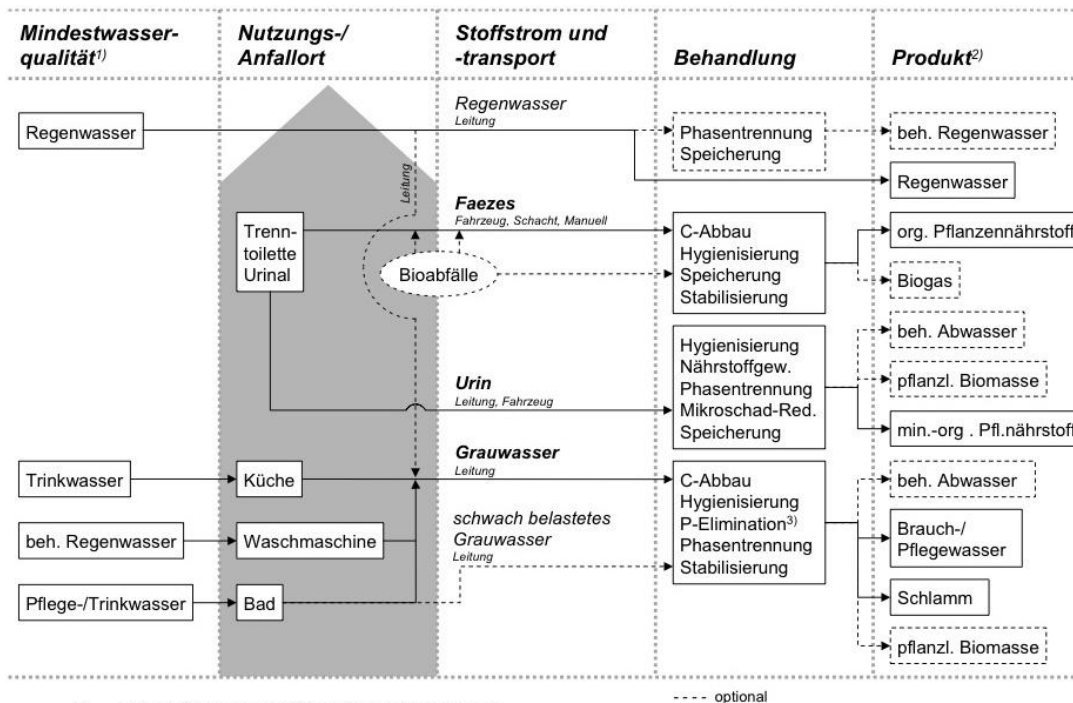 Mindestwasser-
qualität1)
Nutzungs-/
Anfallort
Stoffstrom und
-transport
Behandlung
Produkt2)
Regenwasser
Regenwasser
Leitung
Phasentrennung
Speicherung
beh. Regenwasser
Regenwasser
Leitung
Trenn-
toilette
Urinal
Faezes
Fahrzeug, Schacht, Manuell
Bioabfälle
C-Abbau
Hygienisierung
Speicherung
Stabilisierung
org. Pflanzennährstoff
Biogas
Urin
Leitung, Fahrzeug
Hygienisierung
Nährstoffgew.
Phasentrennung
Mikroschad-Red.
Speicherung
beh. Abwasser
pflanzl. Biomasse
min.-org . Pfl.nährstoff
Trinkwasser
Küche
Grauwasser
Leitung
beh. Regenwasser
Waschmaschine
schwach belastetes
Grauwasser
Leitung
Pflege-/Trinkwasser
Bad
C-Abbau
Hygienisierung
P-Elimination3)
Phasentrennung
Stabilisierung
beh. Abwasser
Brauch-/
Pflegewasser
Schlamm
pflanzl. Biomasse
---- optional